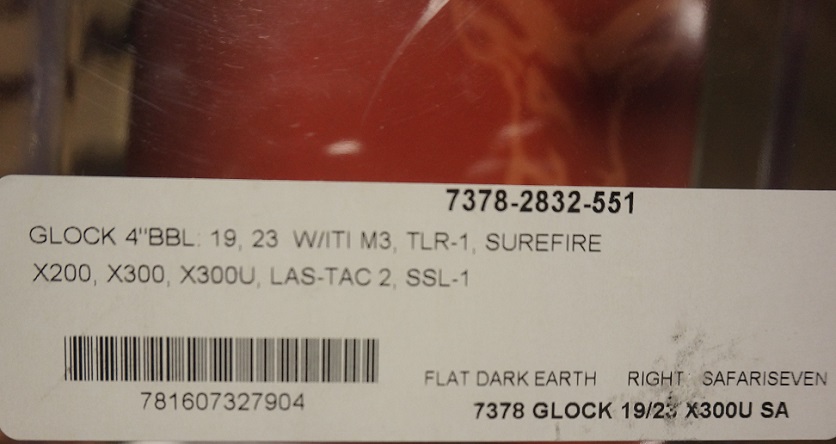 7378-2832-551
GLOCK 4"BBL: 19, 23 W/ITI M3, TLR-1, SUREFIRE
X200, X300, X300U, LAS-TAC 2, SSL-1
781607327904
FLAT DARK EARTH RIGHT SAFARISEVEN
7378 GLOCK 19/23 X300U SA